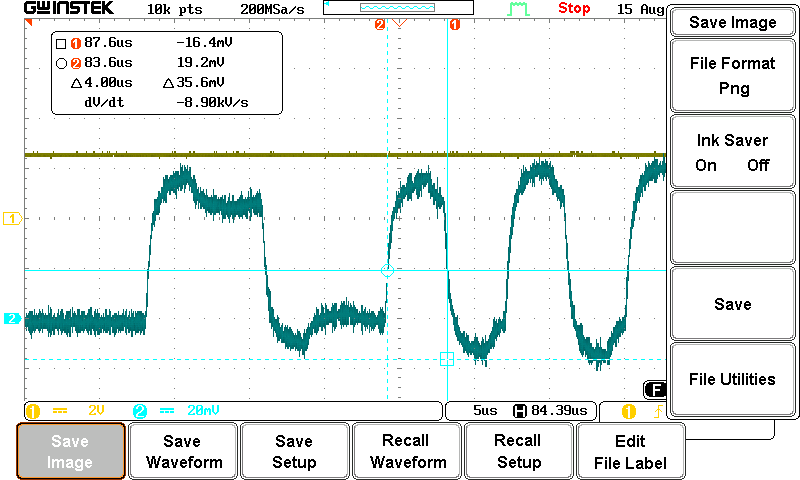 GWINSTEK 10k pts 200MSa/s Stop 15 Aug
2 1
1 87.6us -16.4mV
2 83.6us 19.2mV
△4.00us △35.6mV
dV/dt -8.90kV/s
1
2
F
1 2V 2 20mV 5us H 84.39us 1
Save Image
File Format
Png
Ink Saver
On Off
Save
File Utilities
Save Image
Save Waveform
Save Setup
Recall Waveform
Recall Setup
Edit File Label